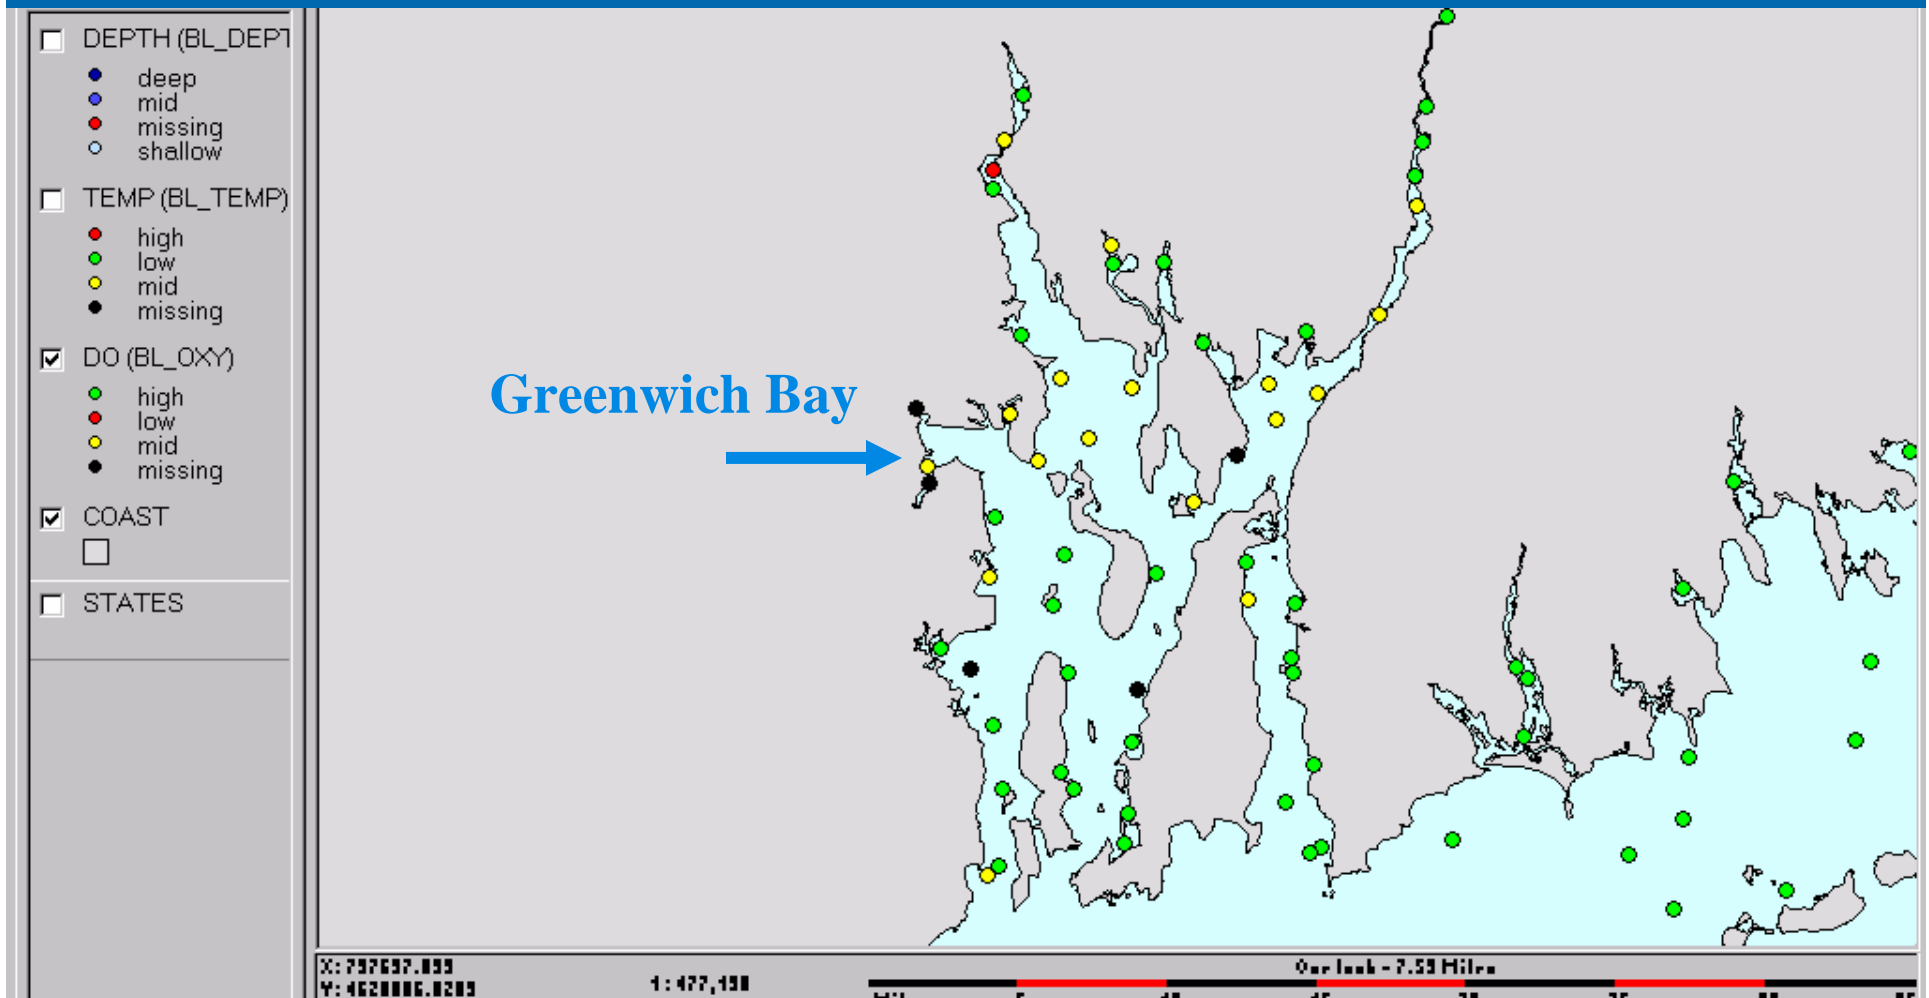 DEPTH (BL_DEPT
deep
mid
missing
shallow
TEMP (BL_TEMP)
high
low
mid
missing
DO (BL_OXY)
high
low
mid
missing
COAST
STATES
Greenwich Bay
1: 477,498